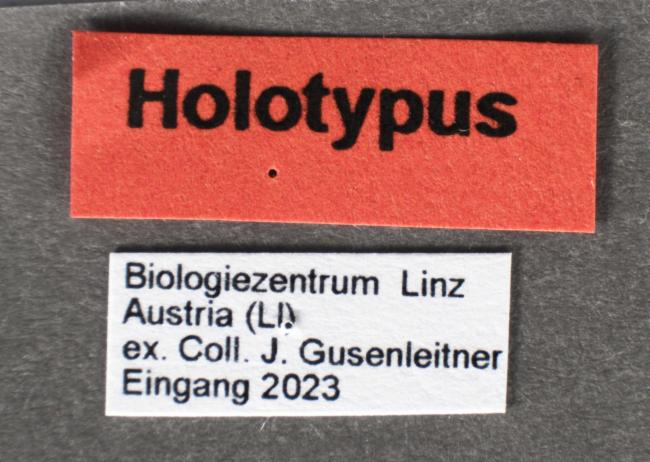 Holotypus
Biologiezentrum Linz
Austria (LI)
ex. Coll. J. Gusenleitner
Eingang 2023